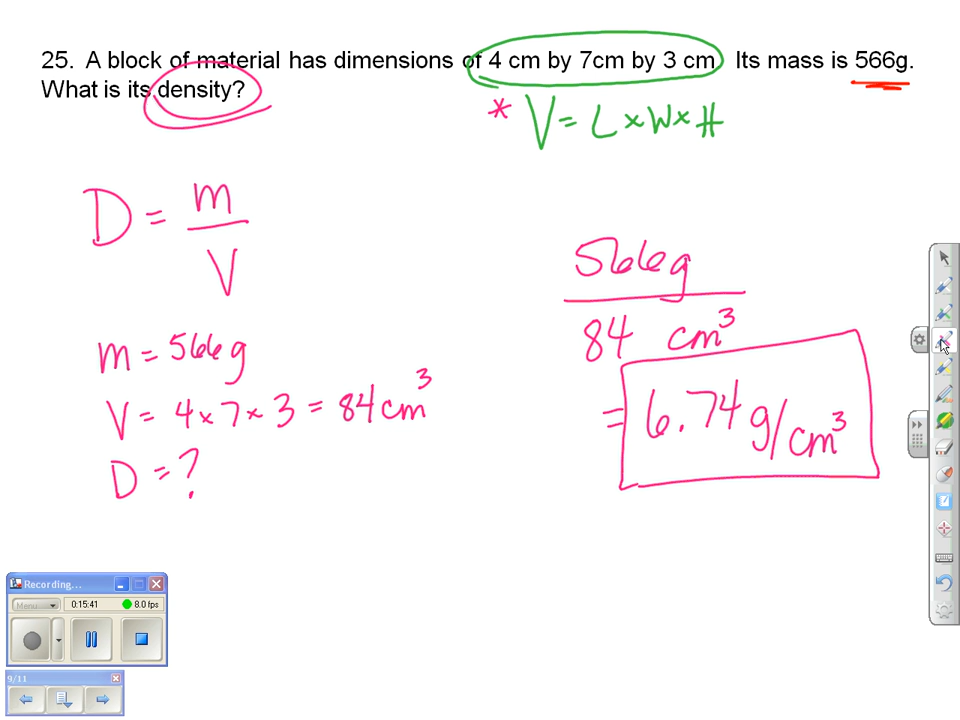 25. A block of material has dimensions of 4 cm by 7cm by 3 cm. Its mass is 566g.
What is its density?
* V = L × W × H
D = m
V
566g
84 cm³
= 6.74 g/cm³
m = 566 g
V = 4 × 7 × 3 = 84 cm³
D = ?
Recording...
Menu
0:15:41
8.0 fps
9/11